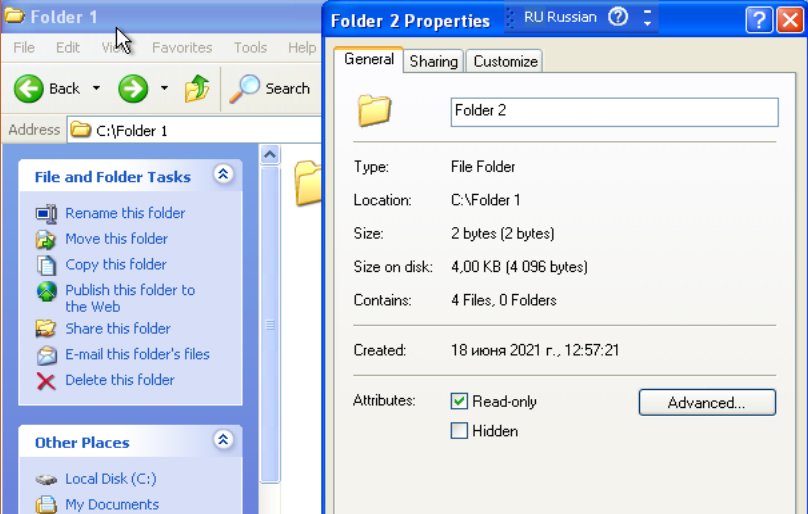 Folder 1
File Edit View Favorites Tools Help
Back Search
Address C:\Folder 1
File and Folder Tasks
Rename this folder
Move this folder
Copy this folder
Publish this folder to
the Web
Share this folder
E-mail this folder's files
Delete this folder
Other Places
Local Disk (C:)
My Documents
Folder 2 Properties RU Russian
General Sharing Customize
Folder 2
Type: File Folder
Location: C:\Folder 1
Size: 2 bytes (2 bytes)
Size on disk: 4,00 KB (4 096 bytes)
Contains: 4 Files, 0 Folders
Created: 18 июня 2021 г., 12:57:21
Attributes: Read-only Advanced...
Hidden